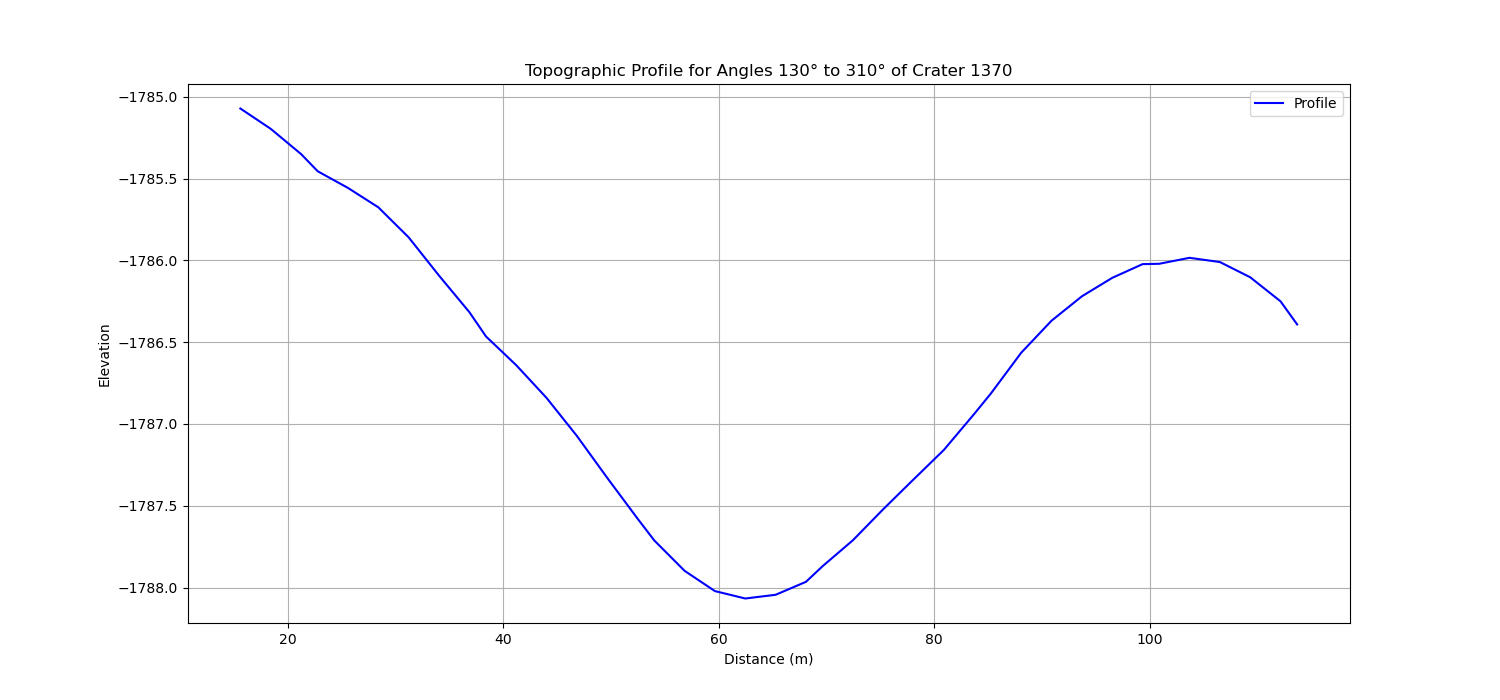 Topographic Profile for Angles 130° to 310° of Crater 1370
Profile
−1785.0
−1785.5
−1786.0
−1786.5
−1787.0
−1787.5
−1788.0
Elevation
20 40 60 80 100
Distance (m)